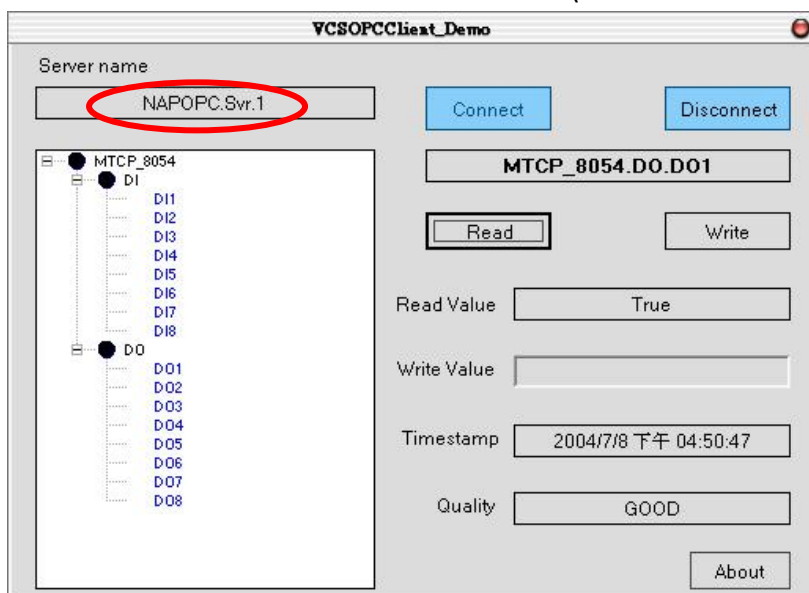 VCSOPCClient_Demo
Server name
NAPOPC.Svr.1
Connect
Disconnect
MTCP_8054
DI
DI1
DI2
DI3
DI4
DI5
DI6
DI7
DI8
DO
DO1
DO2
DO3
DO4
DO5
DO6
DO7
DO8
MTCP_8054.DO.DO1
Read
Write
Read Value
True
Write Value
Timestamp
2004/7/8 下午 04:50:47
Quality
GOOD
About